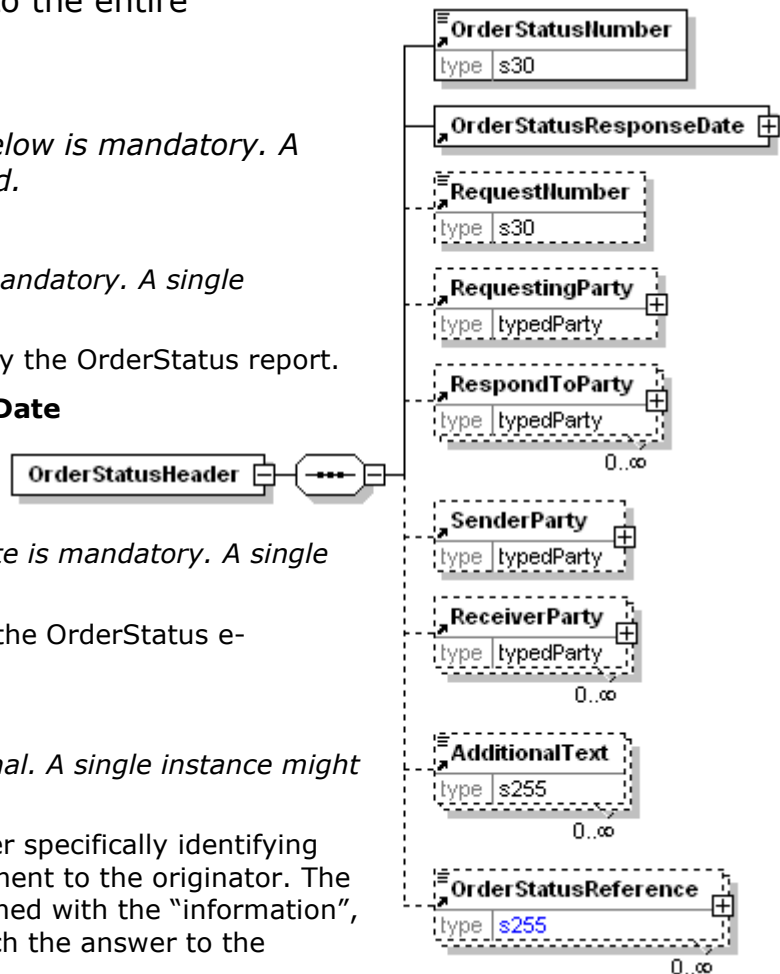 o the entire
elow is mandatory. A
d.
andatory. A single
y the OrderStatus report.
Date
te is mandatory. A single
the OrderStatus e-
nal. A single instance might
er specifically identifying
ment to the originator. The
ned with the “information”,
ch the answer to the
OrderStatusHeader
OrderStatusNumber
type s30
OrderStatusResponseDate
RequestNumber
type s30
RequestingParty
type typedParty
RespondToParty
type typedParty
0..∞
SenderParty
type typedParty
ReceiverParty
type typedParty
0..∞
AdditionalText
type s255
0..∞
OrderStatusReference
type s255
0..∞